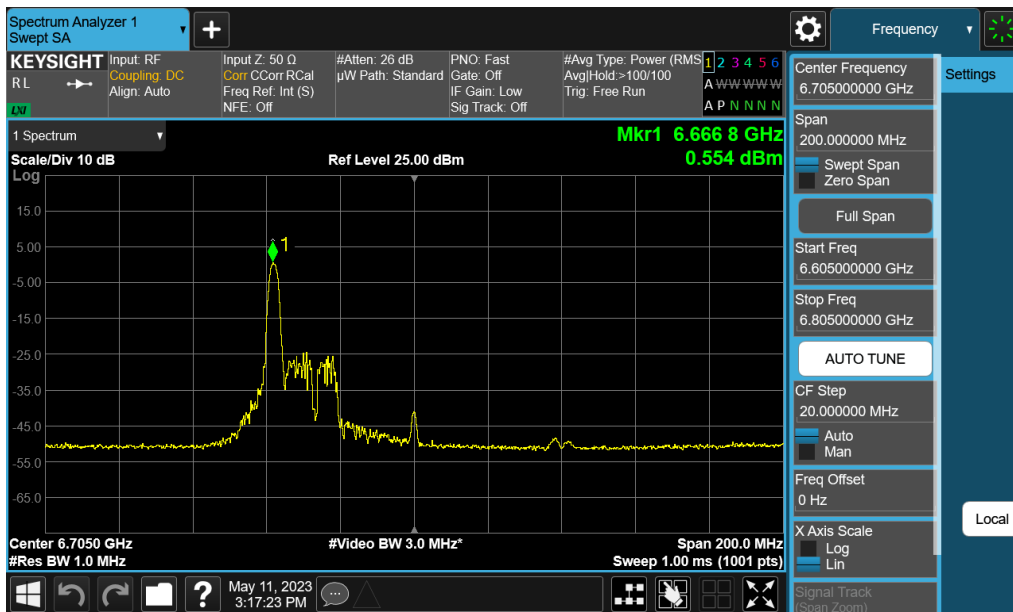 Spectrum Analyzer 1
Swept SA
Frequency
KEYSIGHT
R L
LXI
Input: RF
Coupling: DC
Align: Auto
Input Z: 50 Ω
Corr CCorr RCal
Freq Ref: Int (S)
NFE: Off
#Atten: 26 dB
µW Path: Standard
PNO: Fast
Gate: Off
IF Gain: Low
Sig Track: Off
#Avg Type: Power (RMS
Avg|Hold:>100/100
Trig: Free Run
1 2 3 4 5 6
A W W W W W
A P N N N N
1 Spectrum
Mkr1 6.666 8 GHz
0.554 dBm
Scale/Div 10 dB
Ref Level 25.00 dBm
Log
15.0
5.00
-5.00
-15.0
-25.0
-35.0
-45.0
-55.0
-65.0
1
Center 6.7050 GHz
#Video BW 3.0 MHz*
Span 200.0 MHz
#Res BW 1.0 MHz
Sweep 1.00 ms (1001 pts)
Center Frequency
6.705000000 GHz
Span
200.000000 MHz
Swept Span
Zero Span
Full Span
Start Freq
6.605000000 GHz
Stop Freq
6.805000000 GHz
AUTO TUNE
CF Step
20.000000 MHz
Auto
Man
Freq Offset
0 Hz
X Axis Scale
Log
Lin
Signal Track
(Span Zoom)
Settings
Local
?
May 11, 2023
3:17:23 PM